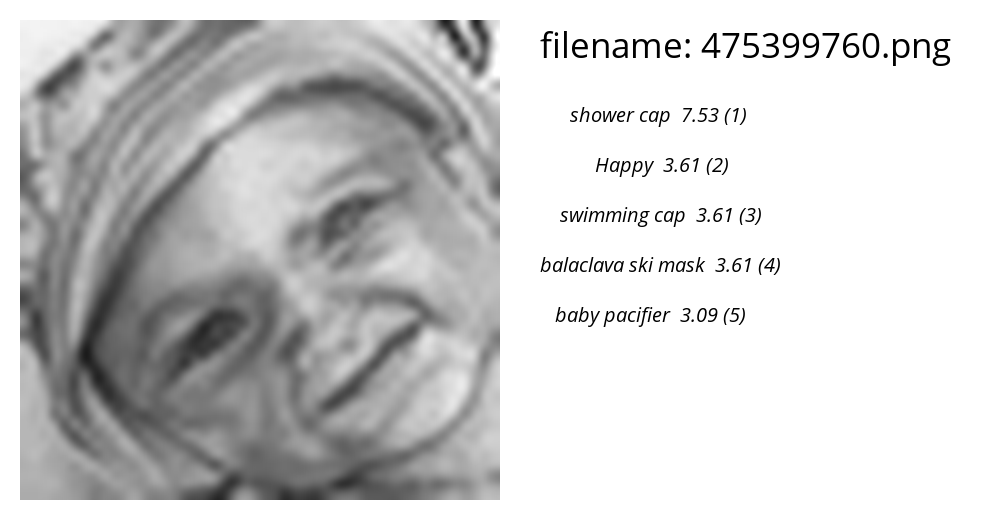 filename: 475399760.png
shower cap 7.53 (1)
Happy 3.61 (2)
swimming cap 3.61 (3)
balaclava ski mask 3.61 (4)
baby pacifier 3.09 (5)